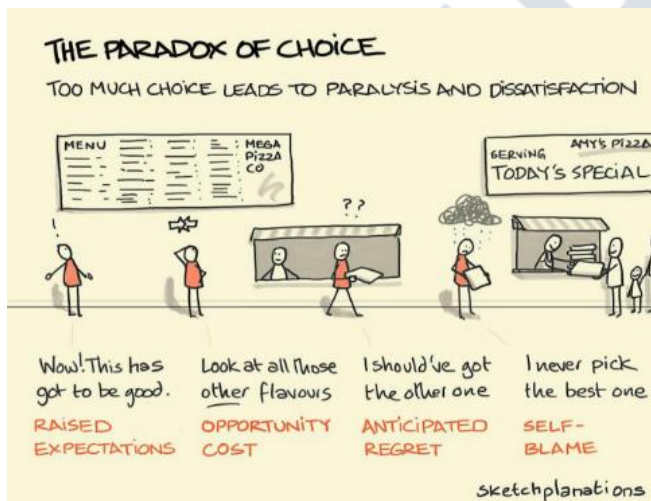 THE PARADOX OF CHOICE
TOO MUCH CHOICE LEADS TO PARALYSIS AND DISSATISFACTION
MENU
MEGA
PIZZA
CO
AMY'S PIZZA
SERVING
TODAY'S SPECIAL
!
??
Wow! This has
got to be good.
RAISED
EXPECTATIONS
Look at all those
other flavours
OPPORTUNITY
COST
I should've got
the other one
ANTICIPATED
REGRET
I never pick
the best one
SELF-
BLAME
sketchplanations